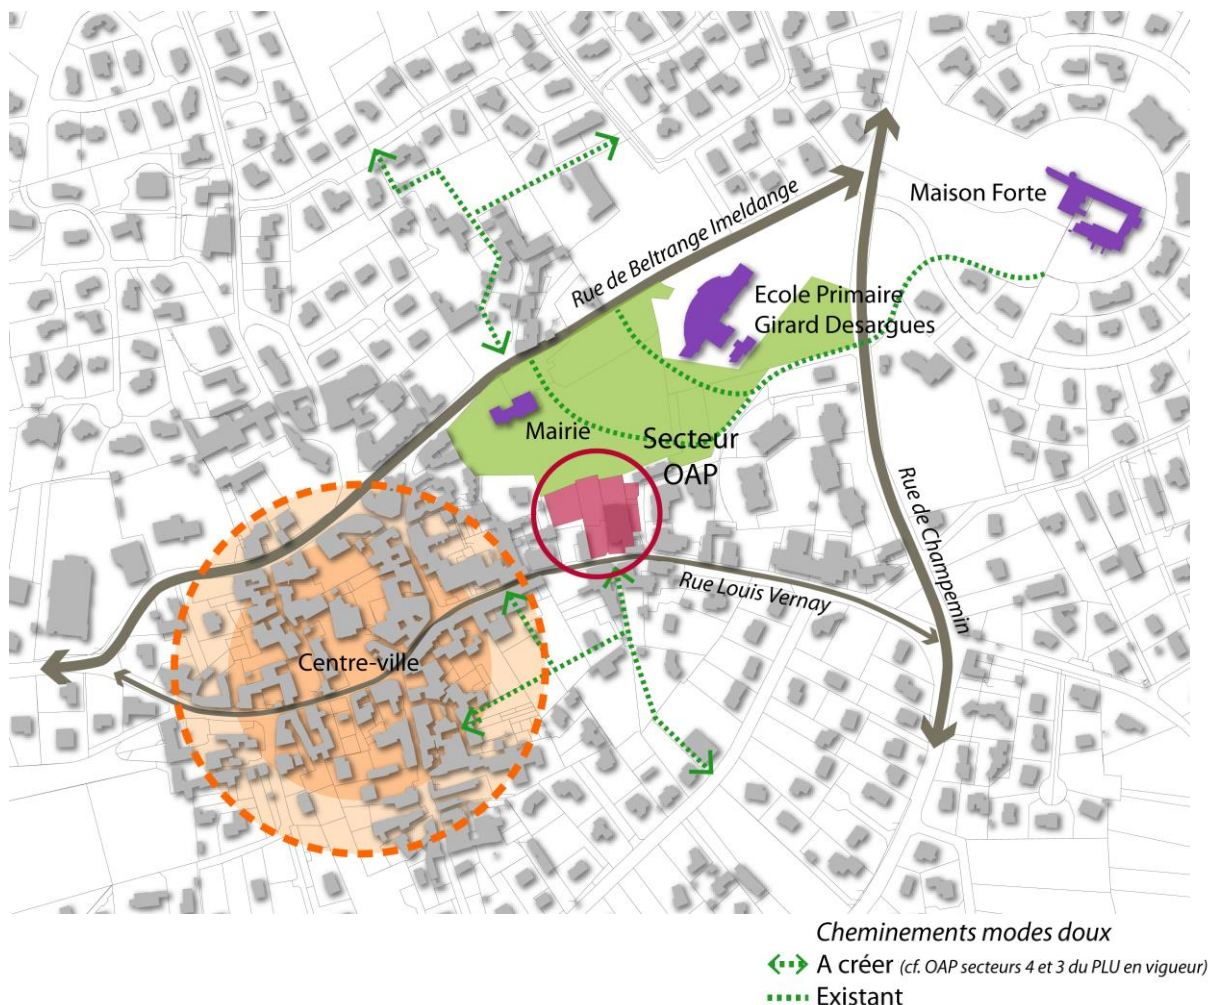 Maison Forte
Rue de Beltrange Imeldange
Ecole Primaire
Girard Desargues
Mairie
Secteur
OAP
Rue de Champemin
Rue Louis Vernay
Centre-ville
Cheminements modes doux
A créer (cf. OAP secteurs 4 et 3 du PLU en vigueur)
Existant